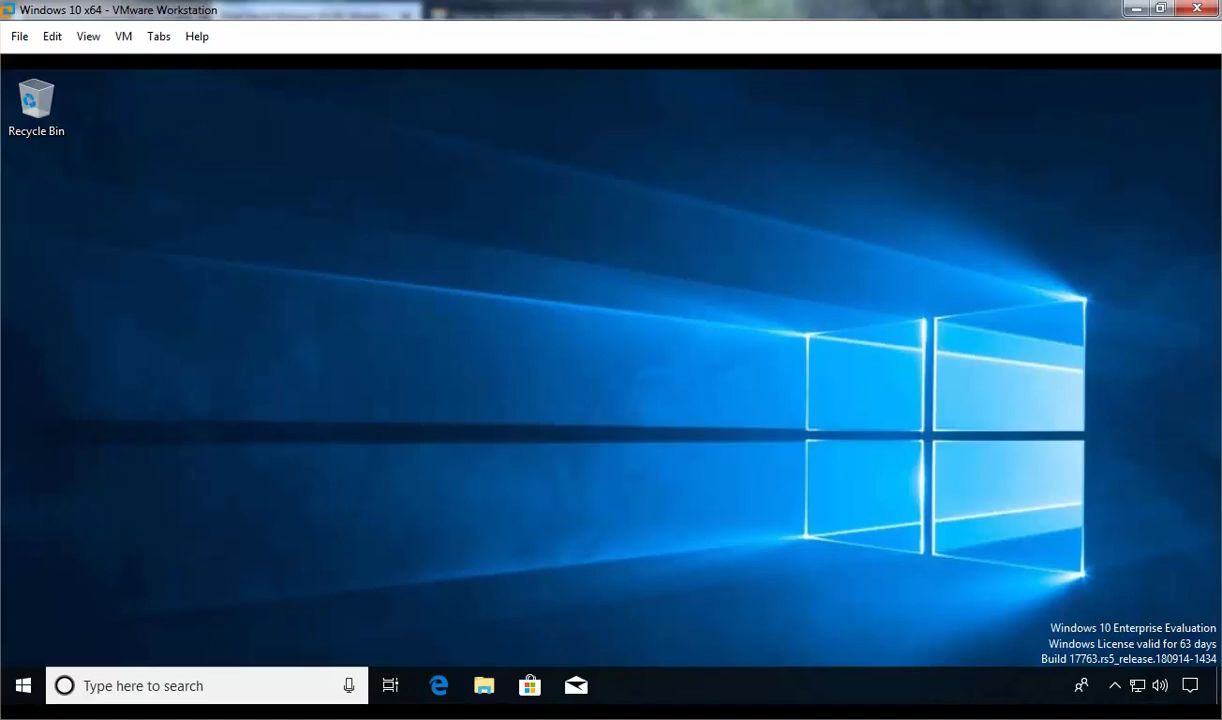 Windows 10 x64 - VMware Workstation
File Edit View VM Tabs Help
Recycle Bin
Windows 10 Enterprise Evaluation
Windows License valid for 63 days
Build 17763.rs5_release.180914-1434
Type here to search